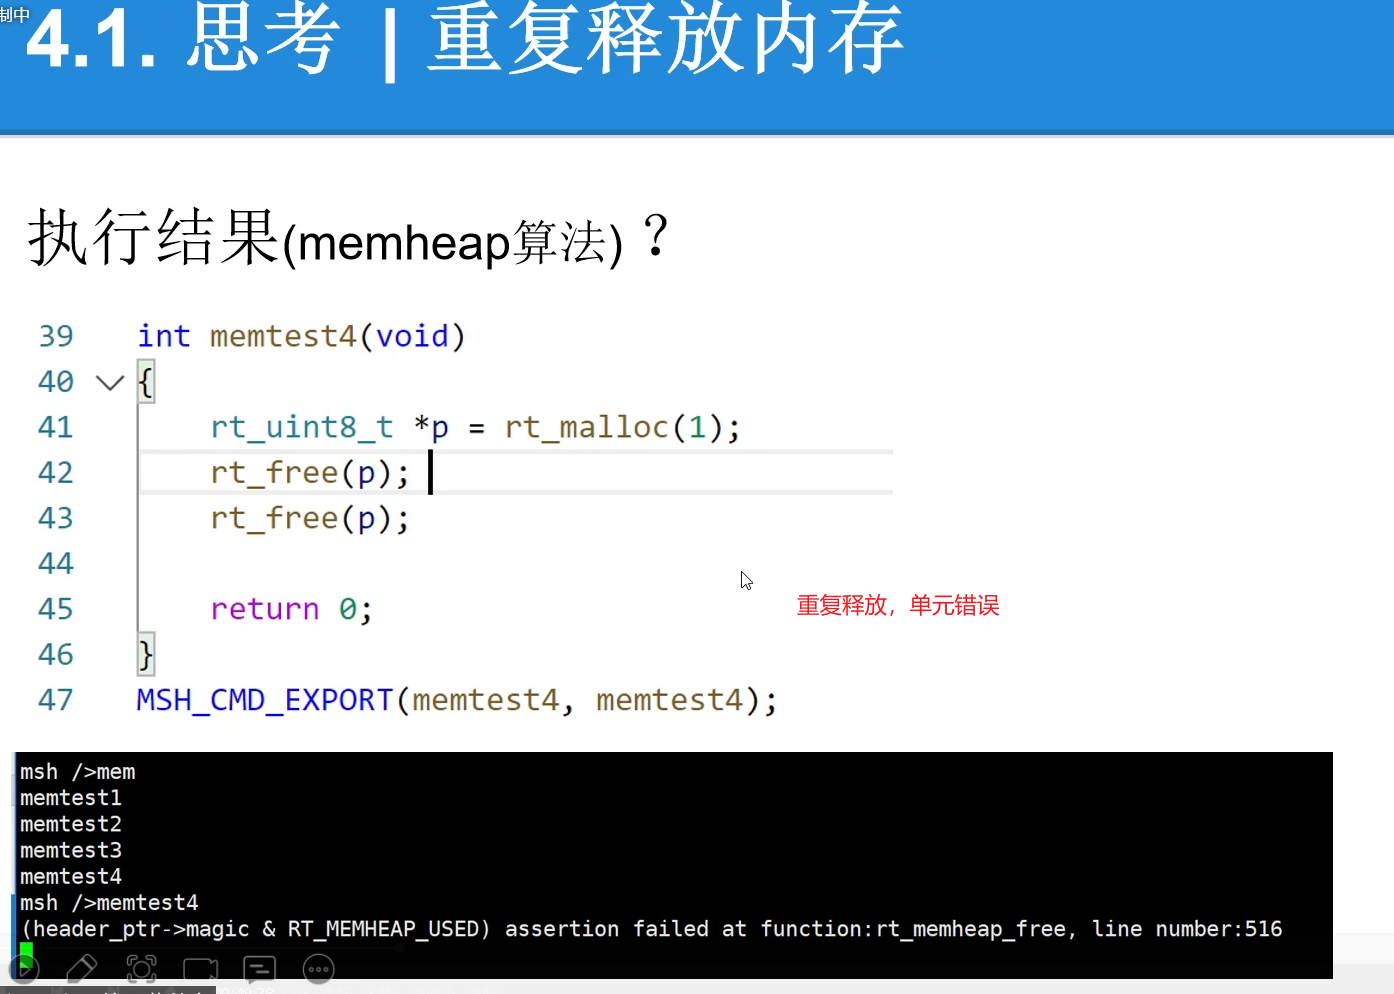 制中
4.1. 思考 | 重复释放内存
执行结果(memheap算法)？
39 int memtest4(void)
40 {
41 rt_uint8_t *p = rt_malloc(1);
42 rt_free(p);
43 rt_free(p);
44
45 return 0;
46 }
47 MSH_CMD_EXPORT(memtest4, memtest4);
重复释放，单元错误
msh />mem
memtest1
memtest2
memtest3
memtest4
msh />memtest4
(header_ptr->magic & RT_MEMHEAP_USED) assertion failed at function:rt_memheap_free, line number:516